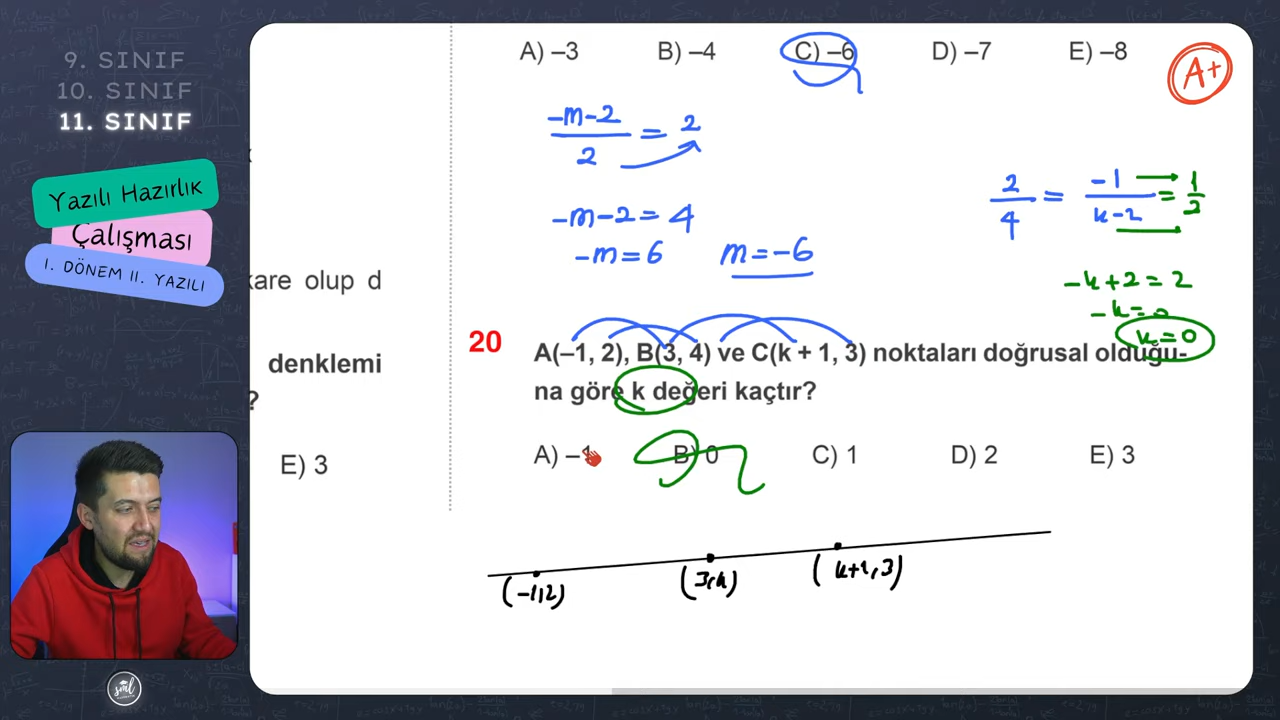 9. SINIF
10. SINIF
11. SINIF
Yazılı Hazırlık
Çalışması
I. DÖNEM II. YAZILI
kare olup d
denklemi
?
E) 3
A) –3 B) –4 C) –6 D) –7 E) –8
A+
-m-2 / 2 = 2
-m-2 = 4
-m = 6 m = -6
2/4 = -1 / k-2 = 1/2
-k+2 = 2
-k = 0
k = 0
20 A(–1, 2), B(3, 4) ve C(k + 1, 3) noktaları doğrusal olduğu-
na göre k değeri kaçtır?
A) –1 B) 0 C) 1 D) 2 E) 3
(-1,2) (3,4) (k+1,3)
sml